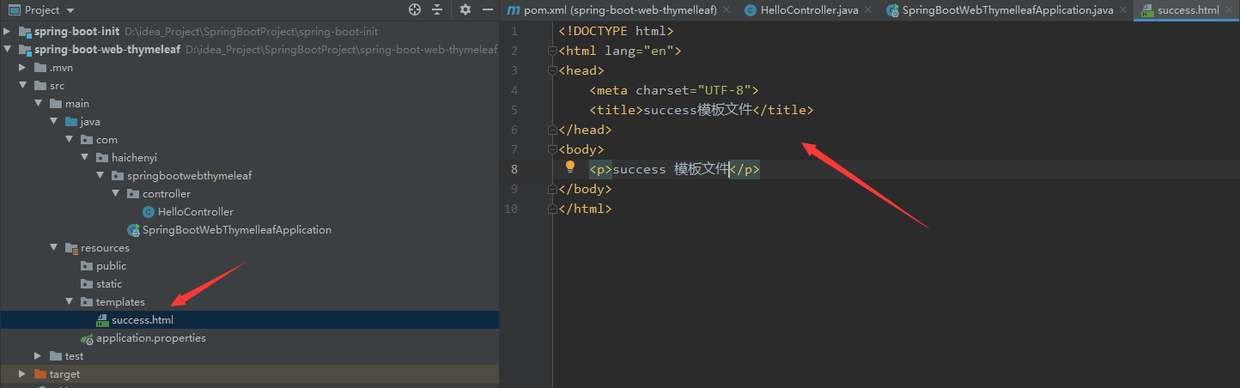 Project
spring-boot-init D:\idea_Project\SpringBootProject\spring-boot-init
spring-boot-web-thymeleaf D:\idea_Project\SpringBootProject\spring-boot-web-thymeleaf
.mvn
src
main
java
com
haichenyi
springbootwebthymeleaf
controller
HelloController
SpringBootWebThymelleafApplication
resources
public
static
templates
success.html
application.properties
test
target
pom.xml (spring-boot-web-thymelleaf) HelloController.java SpringBootWebThymelleafApplication.java success.html
1 <!DOCTYPE html>
2 <html lang="en">
3 <head>
4 <meta charset="UTF-8">
5 <title>success模板文件</title>
6 </head>
7 <body>
8 <p>success 模板文件</p>
9 </body>
10 </html>